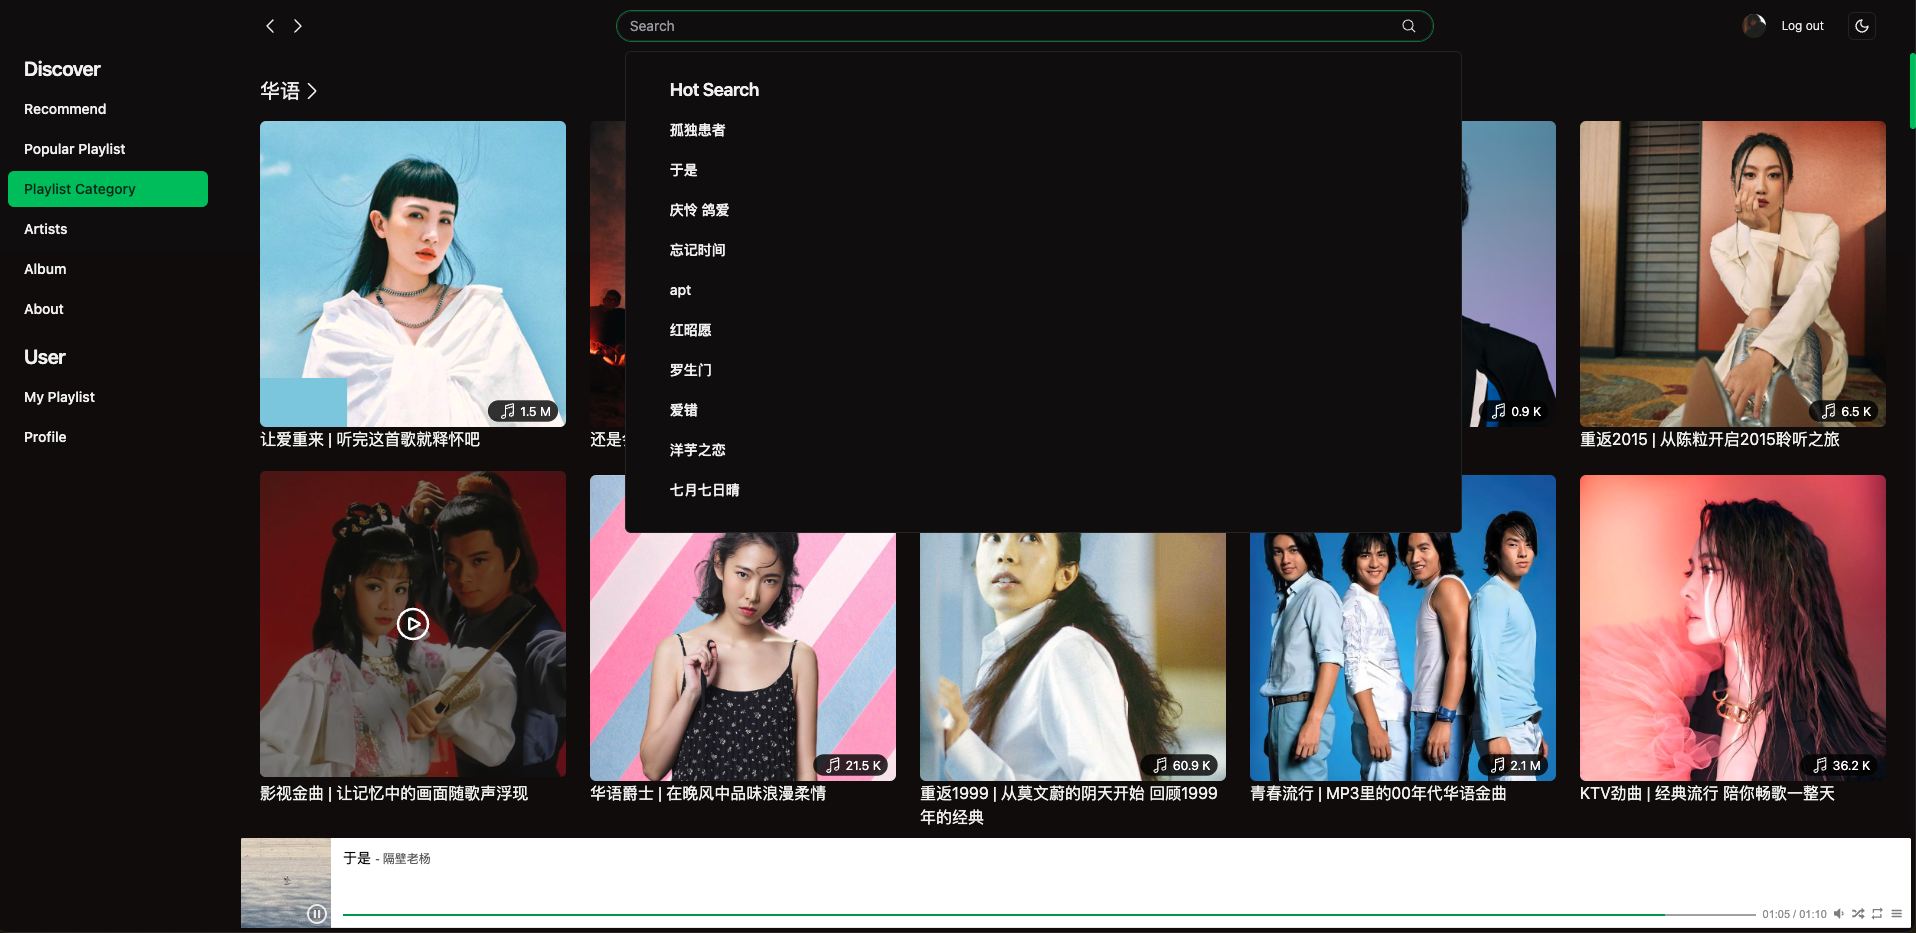 Search
Log out
Discover
Recommend
Popular Playlist
Playlist Category
Artists
Album
About
User
My Playlist
Profile
华语
Hot Search
孤独患者
于是
庆怜 鸽爱
忘记时间
apt
红昭愿
罗生门
爱错
洋芋之恋
七月七日晴
1.5 M
0.9 K
6.5 K
让爱重来 | 听完这首歌就释怀吧
还是
重返2015 | 从陈粒开启2015聆听之旅
21.5 K
60.9 K
2.1 M
36.2 K
影视金曲 | 让记忆中的画面随歌声浮现
华语爵士 | 在晚风中品味浪漫柔情
重返1999 | 从莫文蔚的阴天开始 回顾1999
年的经典
青春流行 | MP3里的00年代华语金曲
KTV劲曲 | 经典流行 陪你畅歌一整天
于是 - 隔壁老杨
01:05 / 01:10